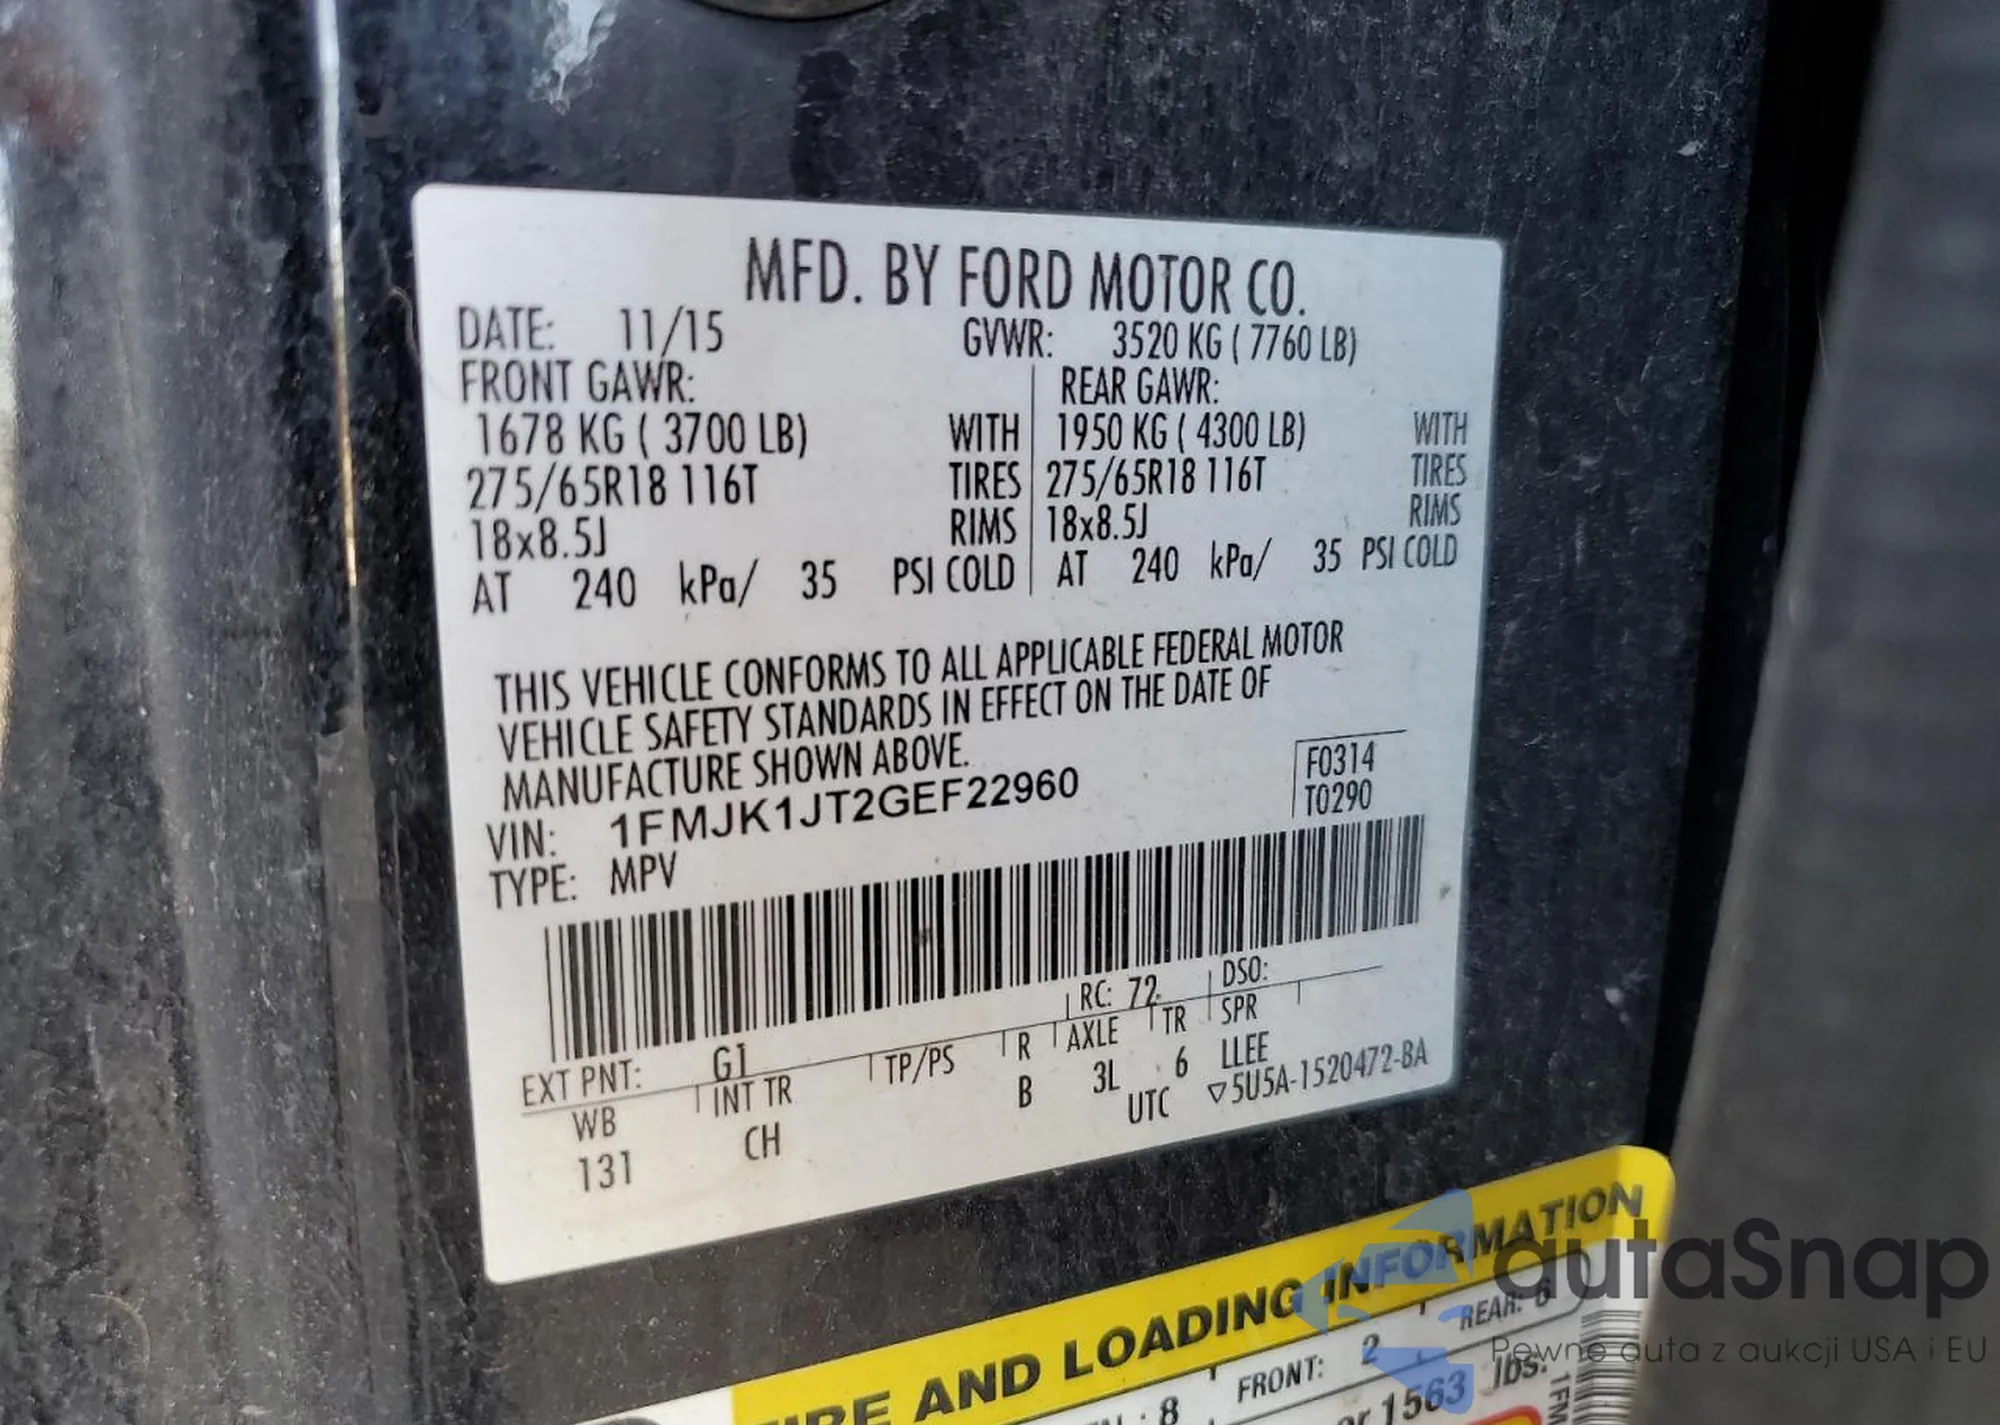 MFD. BY FORD MOTOR CO.
DATE: 11/15 GVWR: 3520 KG ( 7760 LB)
FRONT GAWR: REAR GAWR:
1678 KG ( 3700 LB) WITH 1950 KG ( 4300 LB) WITH
275/65R18 116T TIRES 275/65R18 116T TIRES
18x8.5J RIMS 18x8.5J RIMS
AT 240 kPa/ 35 PSI COLD AT 240 kPa/ 35 PSI COLD
THIS VEHICLE CONFORMS TO ALL APPLICABLE FEDERAL MOTOR
VEHICLE SAFETY STANDARDS IN EFFECT ON THE DATE OF
MANUFACTURE SHOWN ABOVE.
VIN: 1FMJK1JT2GEF22960
F0314
T0290
TYPE: MPV
RC: 72 DSO:
EXT PNT: G1
WB INT TR TP/PS R AXLE TR SPR
131 CH B 3L 6 LLEE
UTC ▽5U5A-1520472-BA
AND LOADING INFORMATION
8 FRONT: 2 REAR: 6
or 1563 lbs.
1FM
autaSnap
Pewne auta z aukcji USA i EU